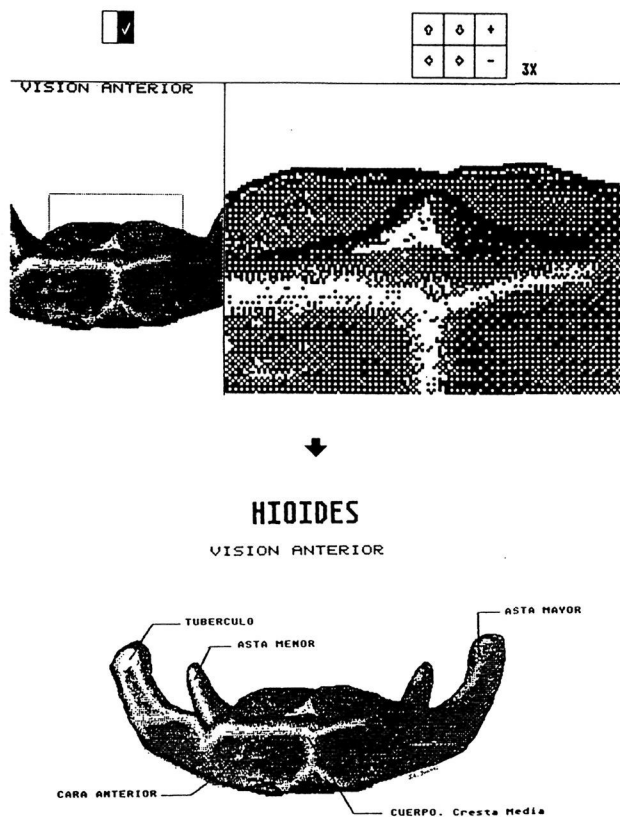 3X
VISION ANTERIOR
HIOIDES
VISION ANTERIOR
ASTA MAYOR
TUBERCULO
ASTA MENOR
CARA ANTERIOR
CUERPO. Cresta Media